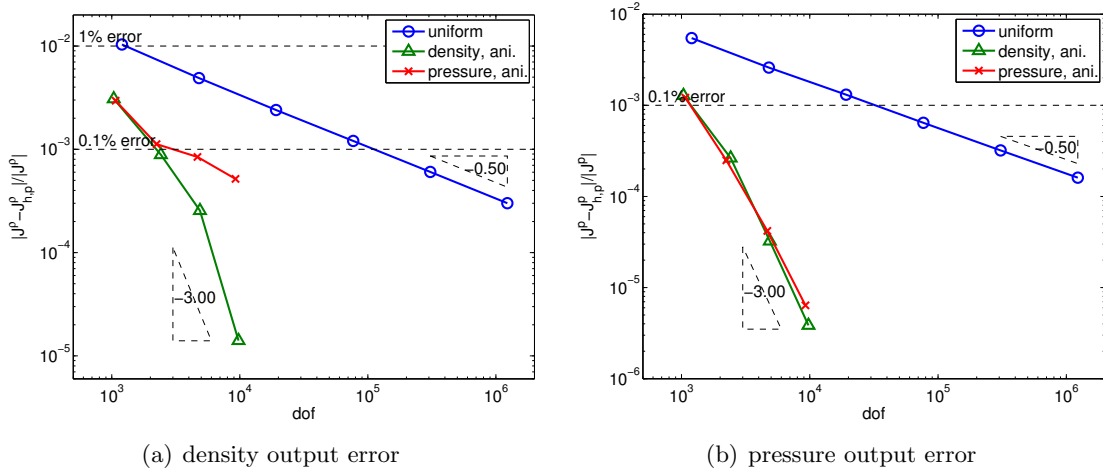 10^-2
10^-3
10^-4
10^-5
|J^ρ−J^ρ_h,p|/|J^ρ|
1% error
0.1% error
uniform
density, ani.
pressure, ani.
−0.50
−3.00
10^3
10^4
10^5
10^6
dof
(a) density output error
10^-2
10^-3
10^-4
10^-5
10^-6
|J^p−J^p_h,p|/|J^p|
0.1% error
uniform
density, ani.
pressure, ani.
−0.50
−3.00
10^3
10^4
10^5
10^6
dof
(b) pressure output error